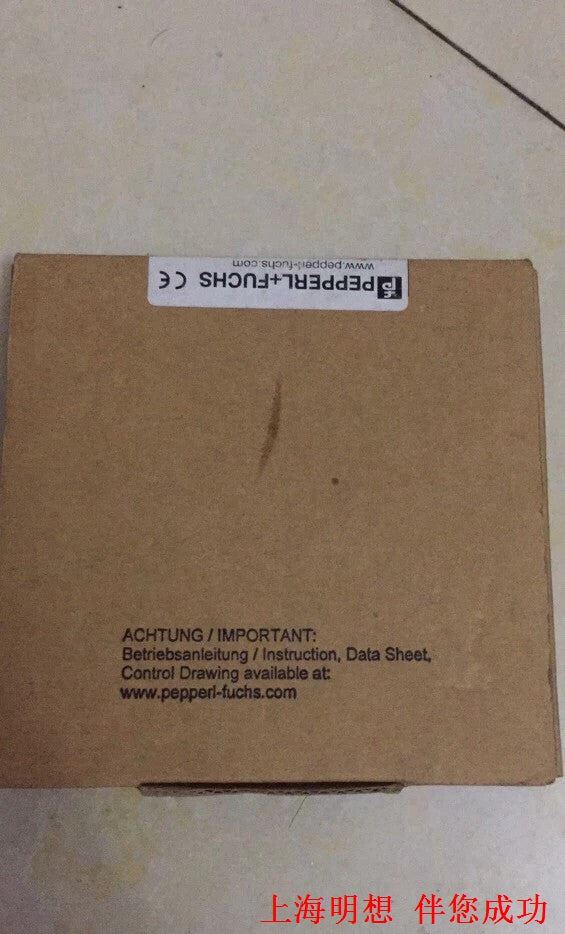 www.pepperl-fuchs.com
PEPPERL+FUCHS CE
ACHTUNG / IMPORTANT:
Betriebsanleitung / Instruction, Data Sheet,
Control Drawing available at:
www.pepperl-fuchs.com
上海明想 伴您成功